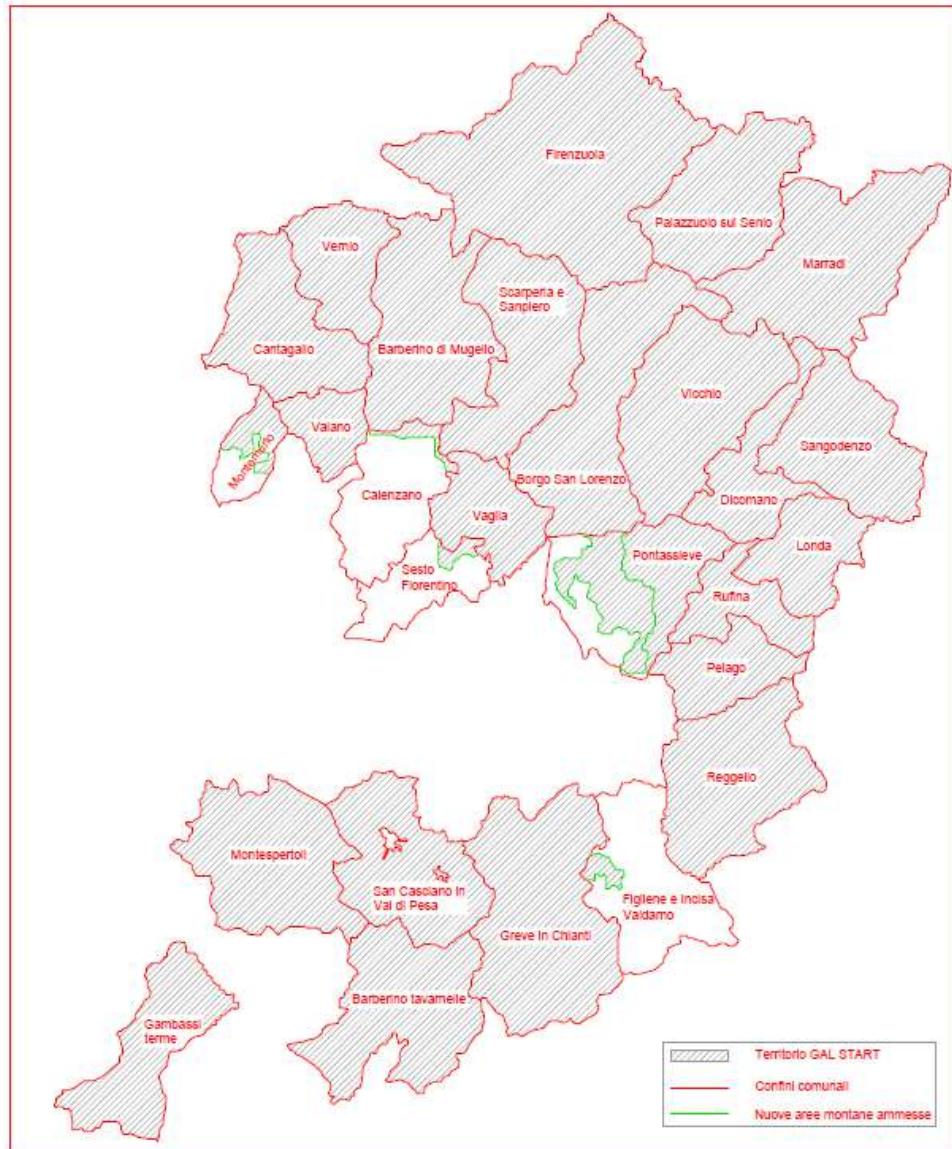 Firenzuola
Palazzuolo sul Senio
Marradi
Vernio
Scarperia e
Sanpiero
Cantagallo
Barberino di Mugello
Vicchio
Vaiano
Sangodenzo
Montemurlo
Calenzano
Borgo San Lorenzo
Dicomano
Vaglia
Londa
Pontassieve
Sesto
Fiorentino
Rufina
Pelago
Reggello
Montespertoli
San Casciano in
Val di Pesa
Figliene e Incisa
Valdarno
Greve in Chianti
Barberino tavarnelle
Gambassi
terme
Territorio GAL START
Confini comunali
Nuove aree montane ammesse